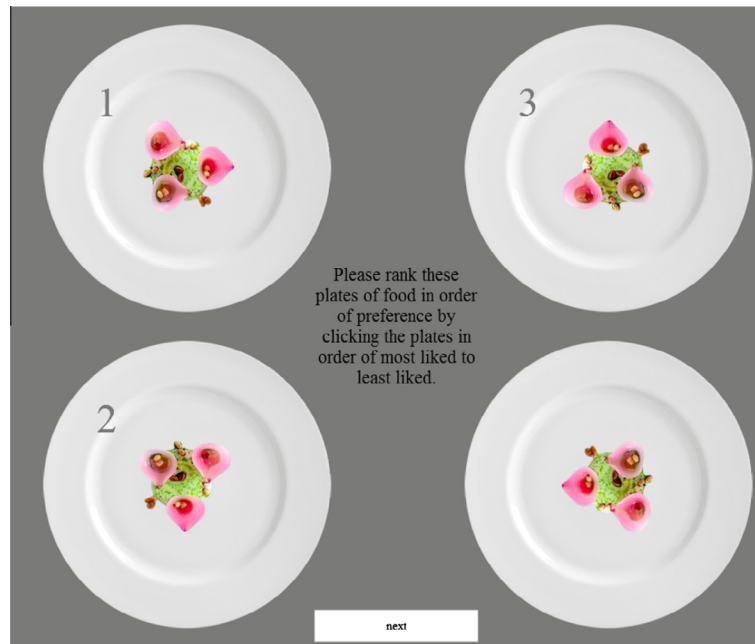 1
3
Please rank these
plates of food in order
of preference by
clicking the plates in
order of most liked to
least liked.
2
next